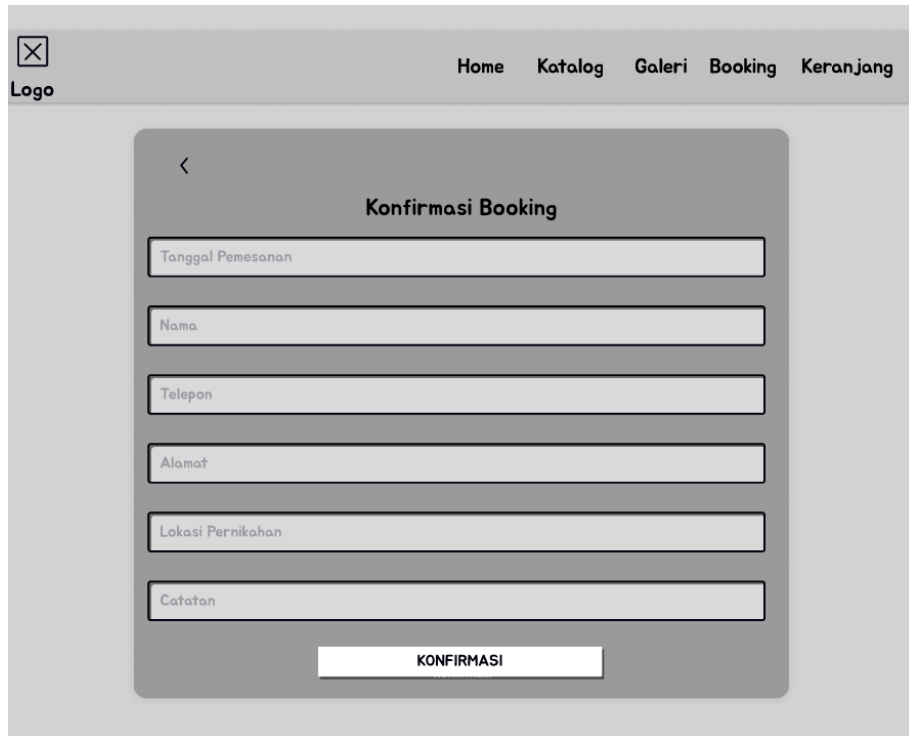 Logo
Home Katalog Galeri Booking Keranjang
Konfirmasi Booking
Tanggal Pemesanan
Nama
Telepon
Alamat
Lokasi Pernikahan
Catatan
KONFIRMASI